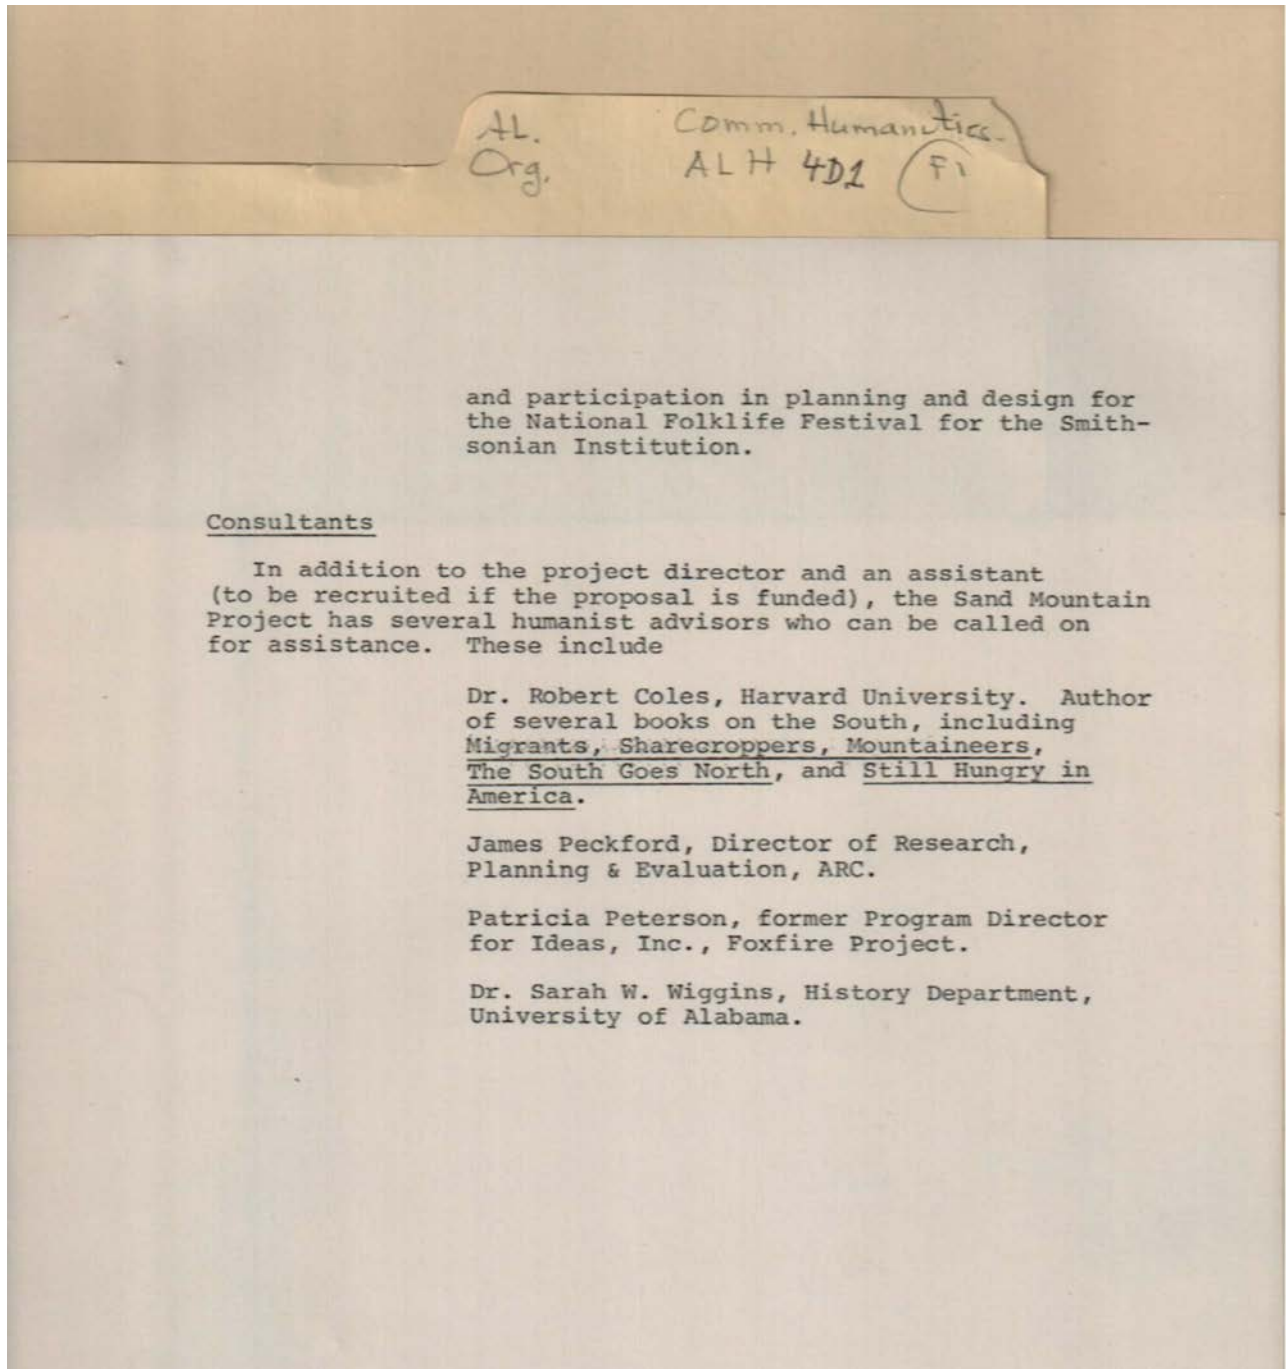 AL. Comm. Humanities.
Org. ALH 4D1 F1
and participation in planning and design for
the National Folklife Festival for the Smith-
sonian Institution.
Consultants
In addition to the project director and an assistant
(to be recruited if the proposal is funded), the Sand Mountain
Project has several humanist advisors who can be called on
for assistance. These include
Dr. Robert Coles, Harvard University. Author
of several books on the South, including
Migrants, Sharecroppers, Mountaineers,
The South Goes North, and Still Hungry in
America.
James Peckford, Director of Research,
Planning & Evaluation, ARC.
Patricia Peterson, former Program Director
for Ideas, Inc., Foxfire Project.
Dr. Sarah W. Wiggins, History Department,
University of Alabama.